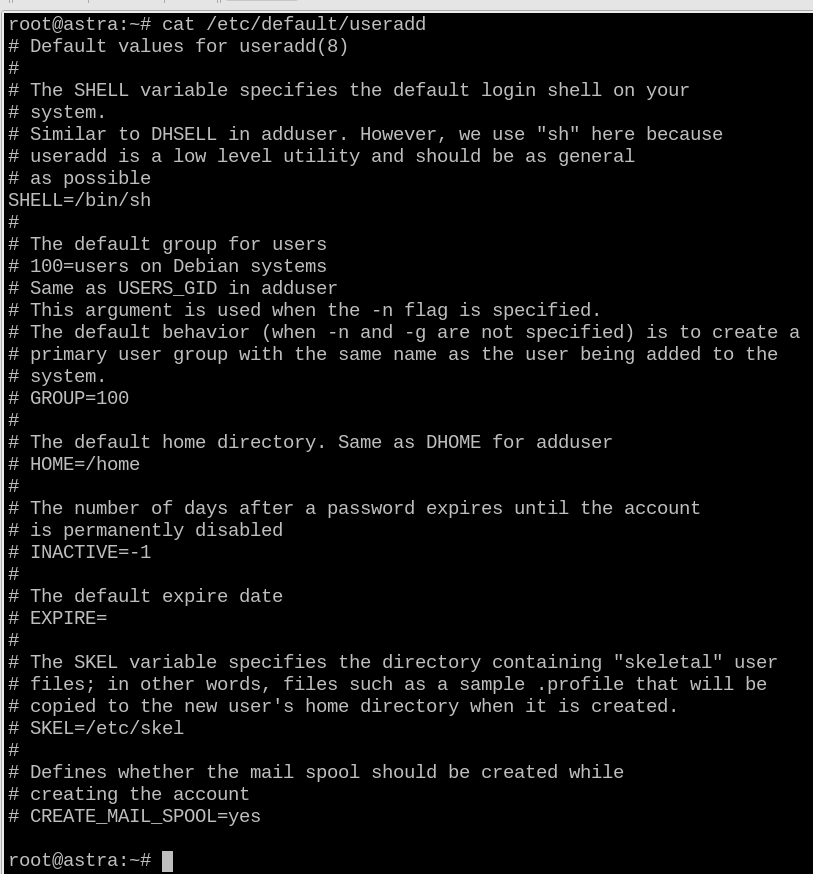 root@astra:~# cat /etc/default/useradd
# Default values for useradd(8)
#
# The SHELL variable specifies the default login shell on your
# system.
# Similar to DHSELL in adduser. However, we use "sh" here because
# useradd is a low level utility and should be as general
# as possible
SHELL=/bin/sh
#
# The default group for users
# 100=users on Debian systems
# Same as USERS_GID in adduser
# This argument is used when the -n flag is specified.
# The default behavior (when -n and -g are not specified) is to create a
# primary user group with the same name as the user being added to the
# system.
# GROUP=100
#
# The default home directory. Same as DHOME for adduser
# HOME=/home
#
# The number of days after a password expires until the account
# is permanently disabled
# INACTIVE=-1
#
# The default expire date
# EXPIRE=
#
# The SKEL variable specifies the directory containing "skeletal" user
# files; in other words, files such as a sample .profile that will be
# copied to the new user's home directory when it is created.
# SKEL=/etc/skel
#
# Defines whether the mail spool should be created while
# creating the account
# CREATE_MAIL_SPOOL=yes

root@astra:~#